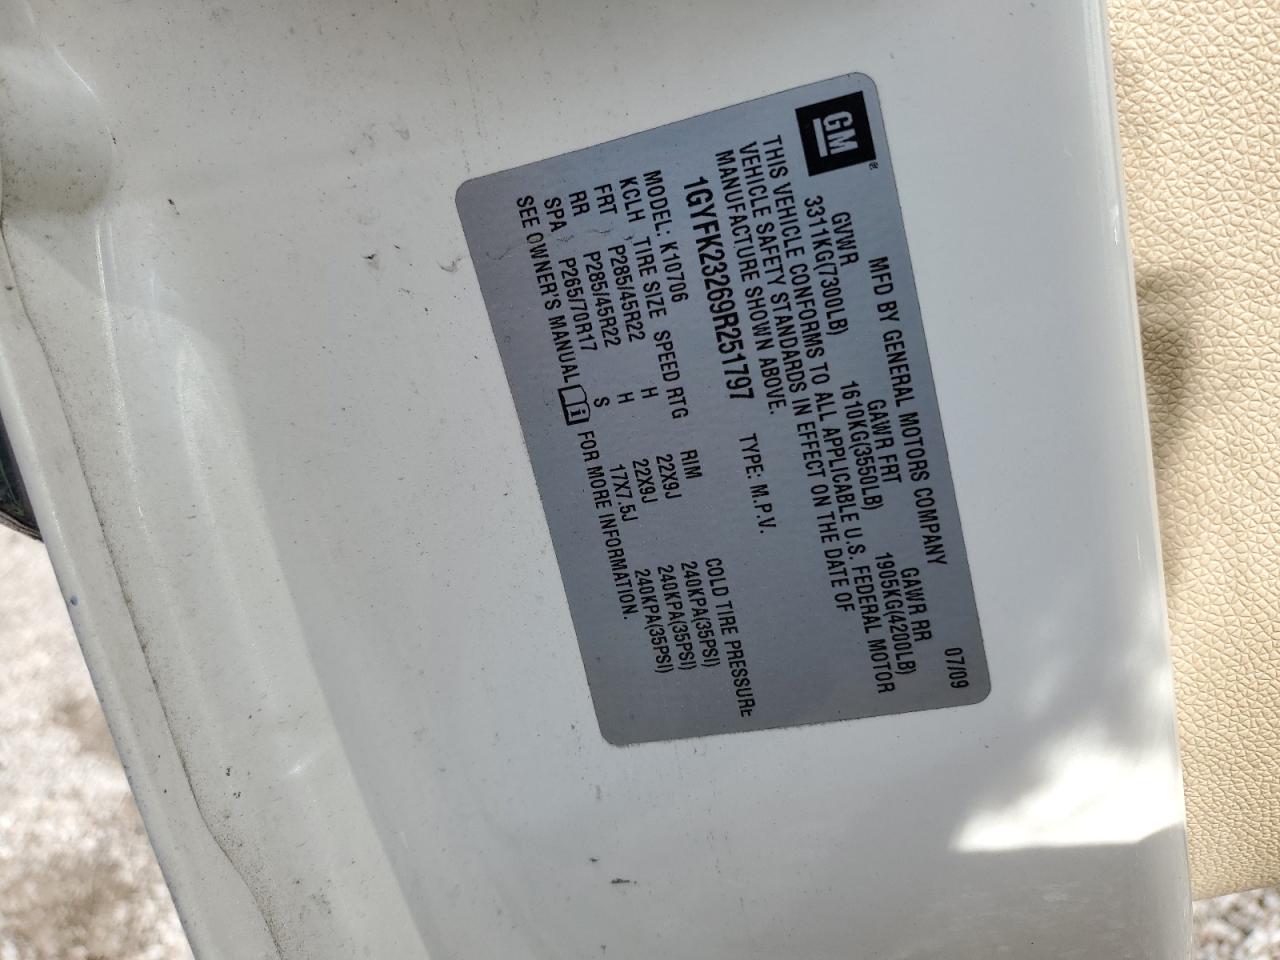 GM
MFD BY GENERAL MOTORS COMPANY 07/09
GVWR GAWR FRT GAWR RR
3311KG(7300LB) 1610KG(3550LB) 1905KG(4200LB)
THIS VEHICLE CONFORMS TO ALL APPLICABLE U.S. FEDERAL MOTOR
VEHICLE SAFETY STANDARDS IN EFFECT ON THE DATE OF
MANUFACTURE SHOWN ABOVE.
1GYFK23269R251797 TYPE: M.P.V.
MODEL: K10706
KCLH TIRE SIZE SPEED RTG RIM COLD TIRE PRESSURE
FRT P285/45R22 H 22X9J 240KPA(35PSI)
RR P285/45R22 H 22X9J 240KPA(35PSI)
SPA P265/70R17 S 17X7.5J 240KPA(35PSI)
SEE OWNER'S MANUAL i FOR MORE INFORMATION.